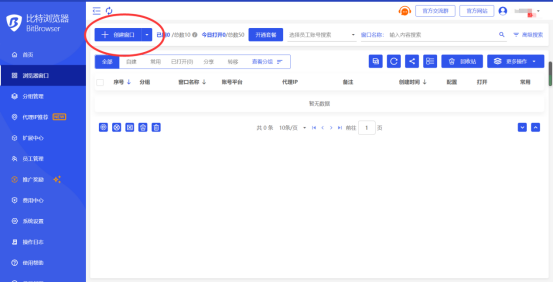 比特浏览器
BitBrowser
首页
浏览器窗口
分组管理
代理IP推荐 NEW
扩展中心
员工管理
推广奖励
费用中心
系统设置
操作日志
使用帮助
官方交流群 官方网站
创建窗口 /功数10 今日打开0/功数50 开通套餐 选择员工账号搜索 窗口名称: 输入内容搜索 高级搜索
全部 自建 常用 已打开(0) 分享 转移 查看分组 回收站 更多操作
序号 分组 窗口名称 账号平台 代理IP 备注 创建时间 配置 打开 常用
暂无数据
共 0 条 10条/页 1 前往 1 页